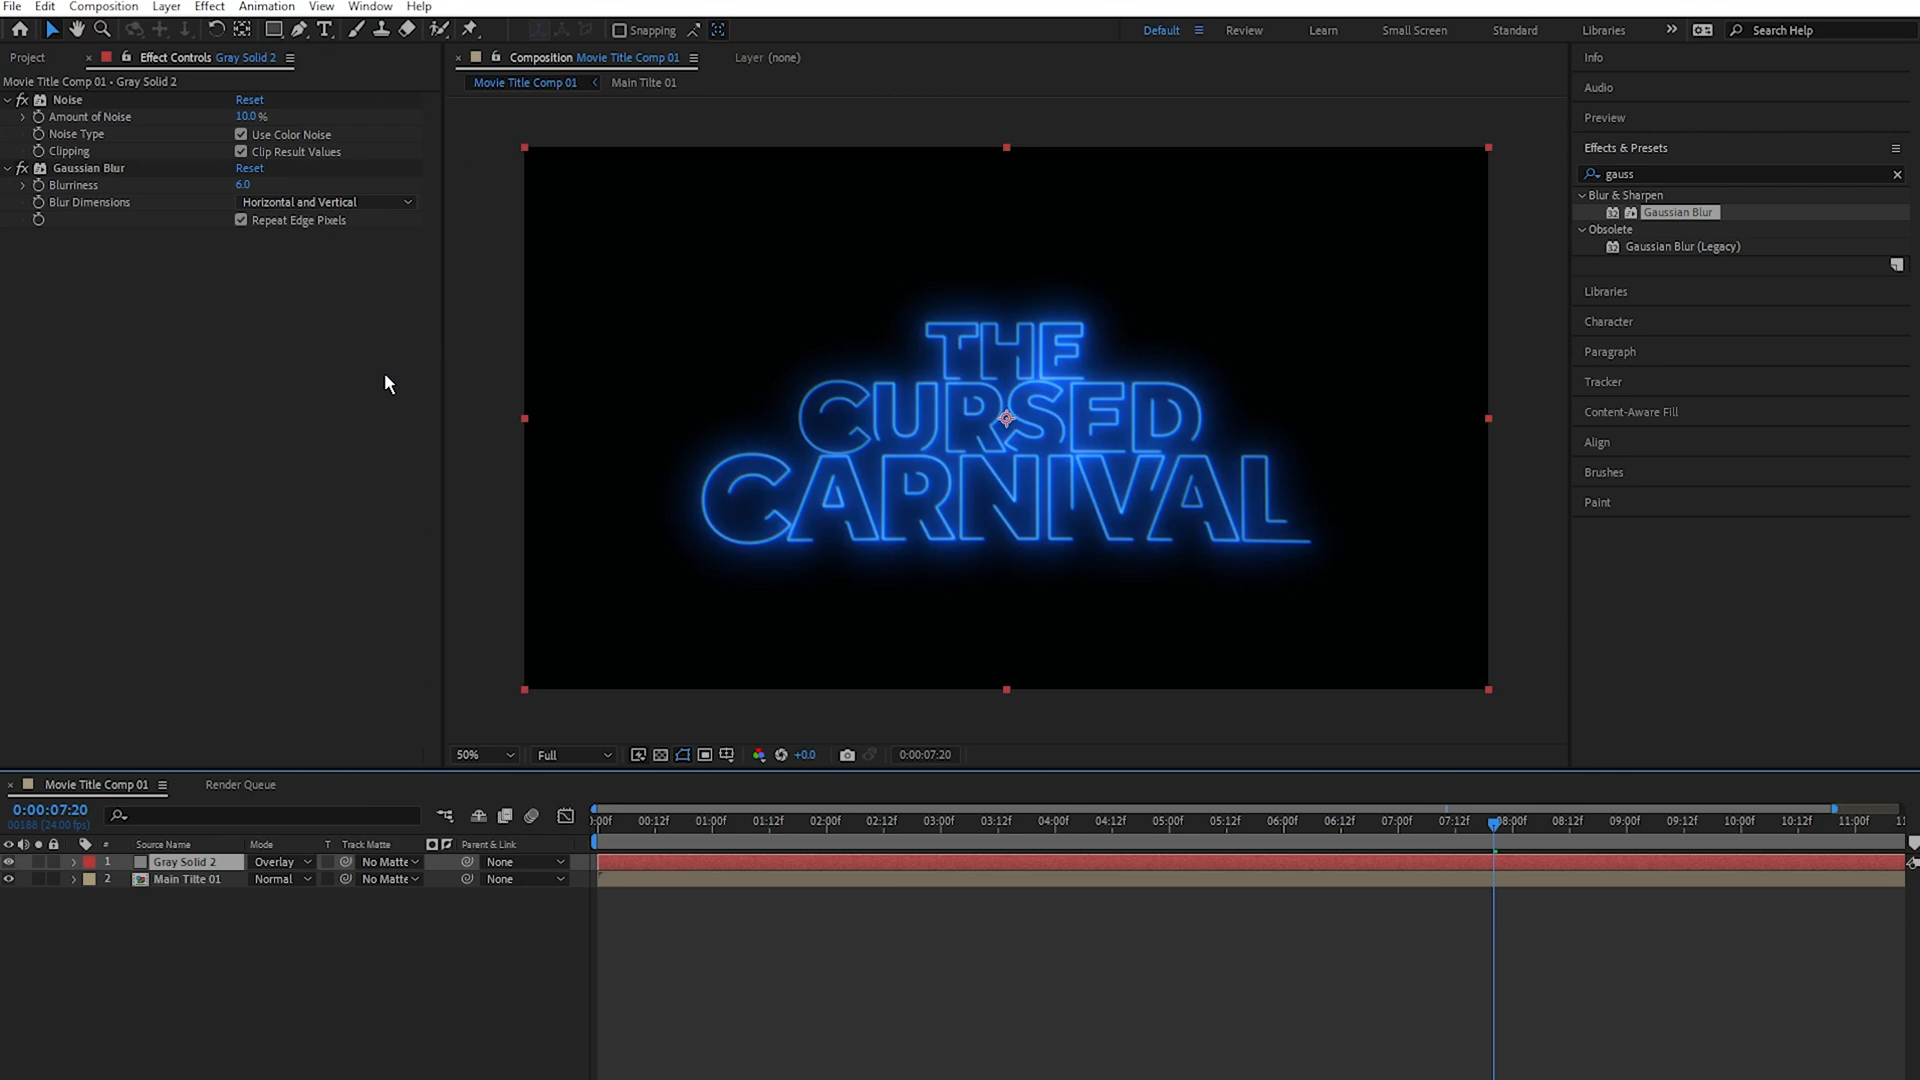 File Edit Composition Layer Effect Animation View Window Help
Snapping Default Review Learn Small Screen Standard Libraries Search Help
Project Effect Controls Gray Solid 2 Composition Movie Title Comp 01 Layer (none) Info
Movie Title Comp 01 • Gray Solid 2 Movie Title Comp 01 Main Tilte 01 Audio
fx Noise Reset
Amount of Noise 10.0 %
Noise Type Use Color Noise
Clipping Clip Result Values
fx Gaussian Blur Reset
Blurriness 6.0
Blur Dimensions Horizontal and Vertical
Repeat Edge Pixels
Preview
Effects & Presets
gauss
Blur & Sharpen
32 Gaussian Blur
Obsolete
32 Gaussian Blur (Legacy)
Libraries
Character
Paragraph
Tracker
Content-Aware Fill
Align
Brushes
Paint
THE
CURSED
CARNIVAL
50% Full +0.0 0:00:07:20
Movie Title Comp 01 Render Queue
0:00:07:20
00188 (24.00 fps)
:00f 00:12f 01:00f 01:12f 02:00f 02:12f 03:00f 03:12f 04:00f 04:12f 05:00f 05:12f 06:00f 06:12f 07:00f 07:12f 08:00f 08:12f 09:00f 09:12f 10:00f 10:12f 11:00f 11
# Source Name Mode T Track Matte Parent & Link
1 Gray Solid 2 Overlay No Matte None
2 Main Tilte 01 Normal No Matte None